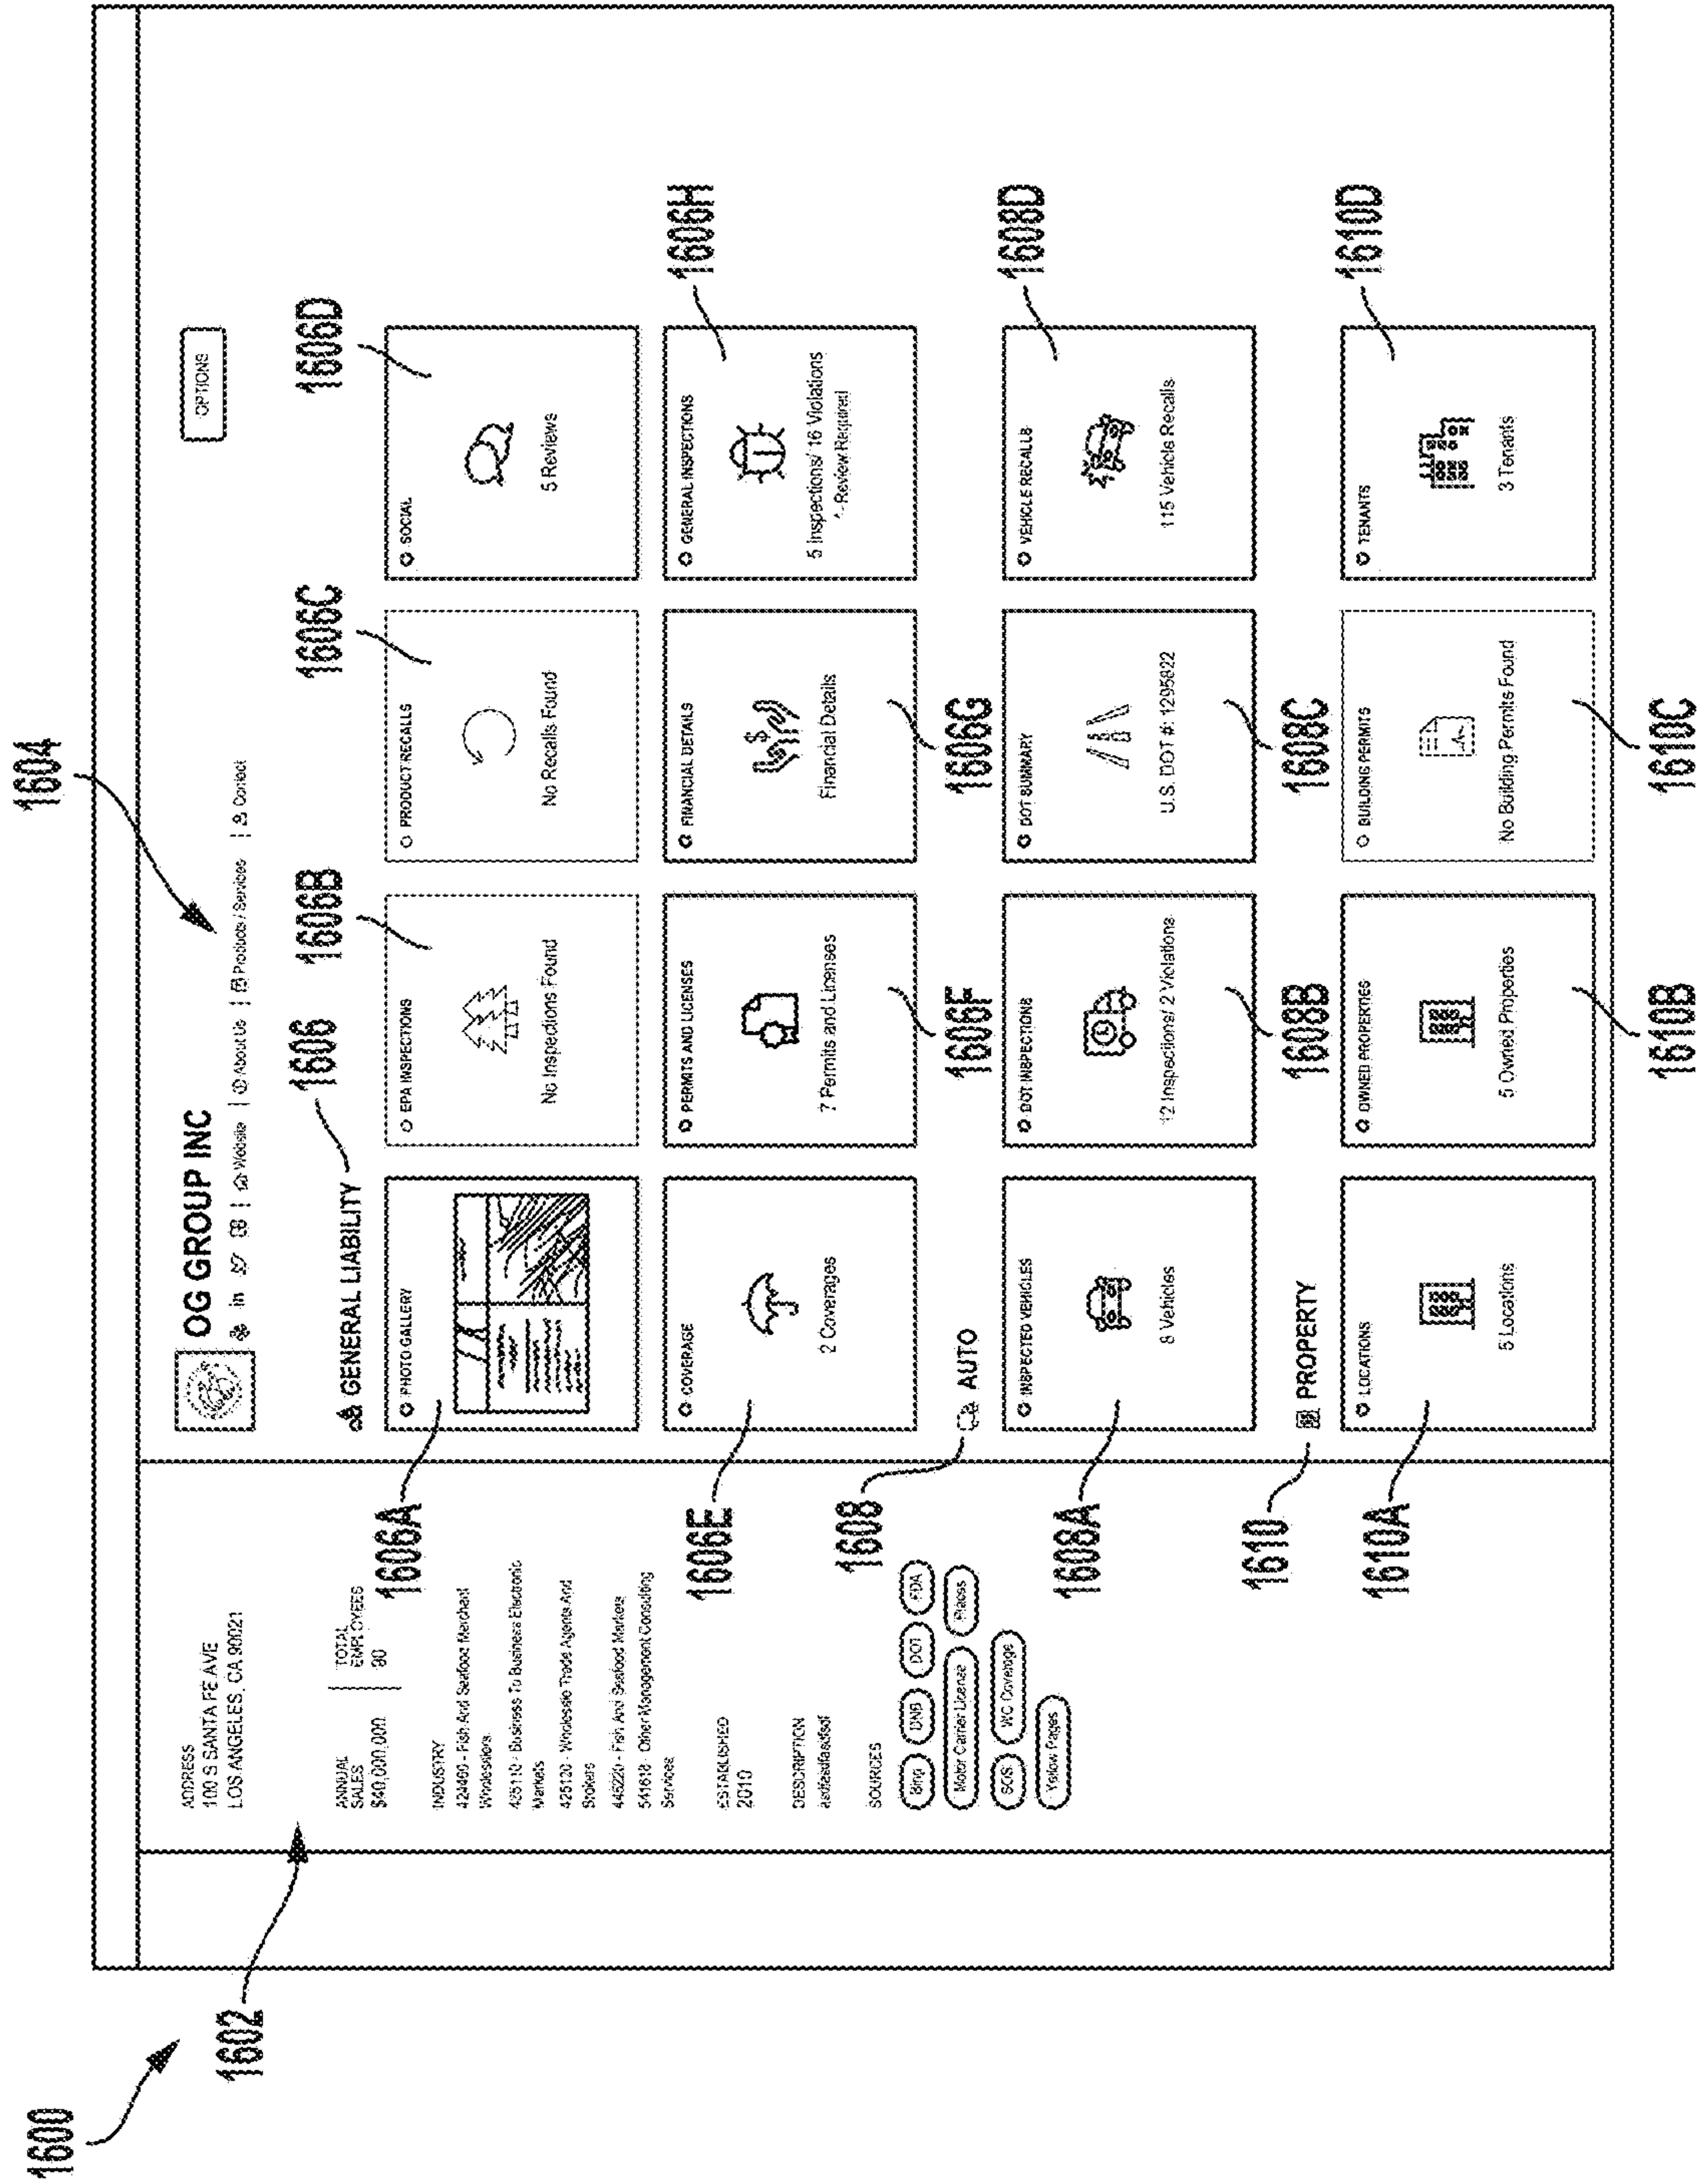 1600
1602
1604
ADDRESS
100 S SANTA FE AVE
LOS ANGELES, CA 90021
ANNUAL SALES
$40,000,000
TOTAL EMPLOYEES
80
INDUSTRY
424460 - Fish And Seafood Merchant
Wholesalers
425110 - Business To Business Electronic
Markets
425120 - Wholesale Trade Agents And
Brokers
445220 - Fish And Seafood Markets
541618 - Other Management Consulting
Services
ESTABLISHED
2010
DESCRIPTION
SOURCES
Bing
DNB
DOT
FDA
Motor Carrier License
Places
SOS
WC Coverage
Yellow Pages
OG GROUP INC
OPTIONS
in
Website
About Us
Products / Services
Contact
GENERAL LIABILITY
1606
PHOTO GALLERY
1606A
EPA INSPECTIONS
No Inspections Found
1606B
PRODUCT RECALLS
No Recalls Found
1606C
SOCIAL
5 Reviews
1606D
COVERAGE
2 Coverages
1606E
PERMITS AND LICENSES
7 Permits and Licenses
1606F
FINANCIAL DETAILS
Financial Details
1606G
GENERAL INSPECTIONS
5 Inspections/ 16 Violations
Review Required
1606H
AUTO
1608
INSPECTED VEHICLES
8 Vehicles
1608A
DOT INSPECTIONS
12 Inspections/ 2 Violations
1608B
DOT SUMMARY
U.S. DOT #: 1295822
1608C
VEHICLE RECALLS
115 Vehicle Recalls
1608D
PROPERTY
1610
LOCATIONS
5 Locations
1610A
OWNED PROPERTIES
5 Owned Properties
1610B
BUILDING PERMITS
No Building Permits Found
1610C
TENANTS
3 Tenants
1610D